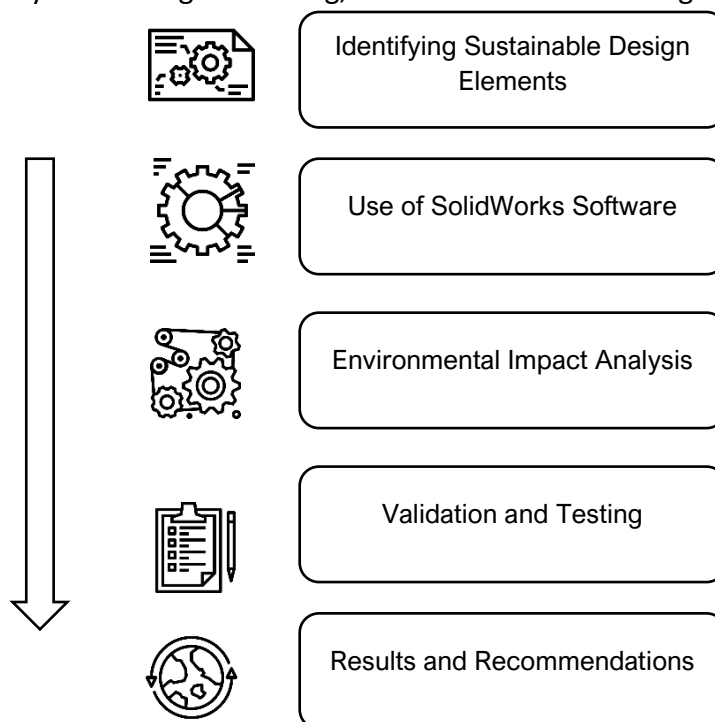 Identifying Sustainable Design
Elements
Use of SolidWorks Software
Environmental Impact Analysis
Validation and Testing
Results and Recommendations